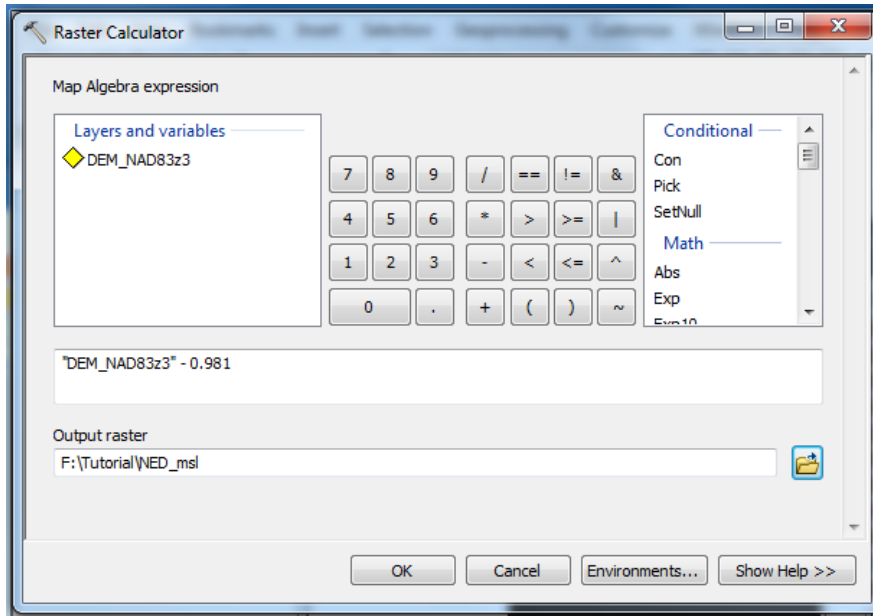 Raster Calculator
Map Algebra expression
Layers and variables
DEM_NAD83z3
7 8 9 / == != &
4 5 6 * > >= |
1 2 3 - < <= ^
0 . + ( ) ~
Conditional
Con
Pick
SetNull
Math
Abs
Exp
Exp10
"DEM_NAD83z3" - 0.981
Output raster
F:\Tutorial\NED_msl
OK Cancel Environments... Show Help >>